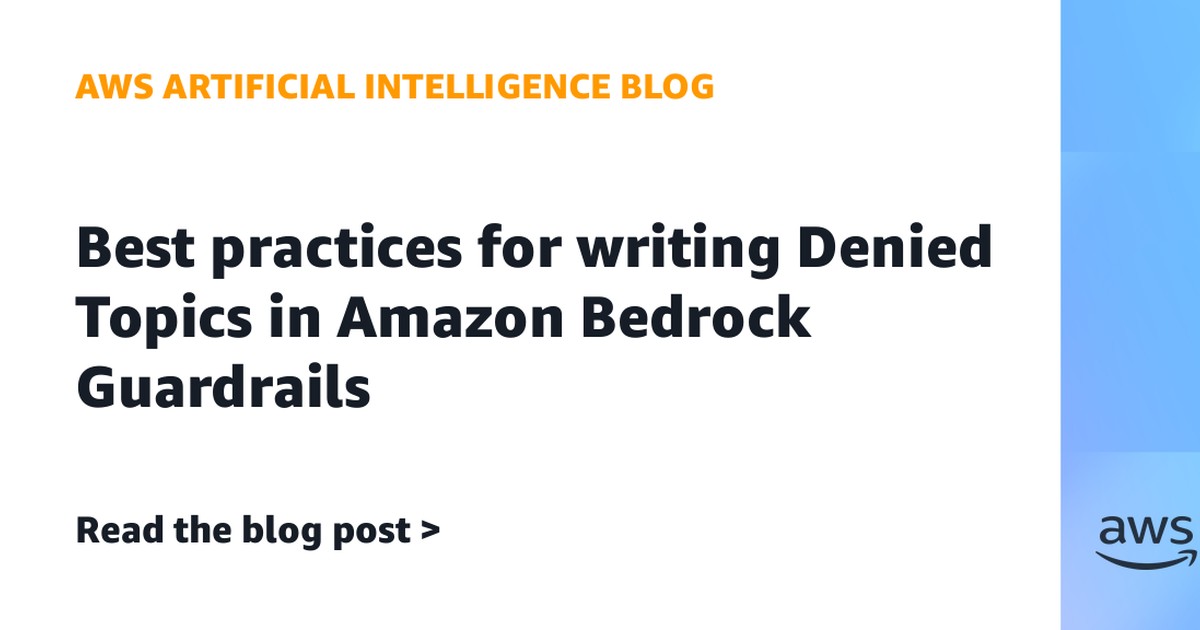 AWS ARTIFICIAL INTELLIGENCE BLOG
Best practices for writing Denied
Topics in Amazon Bedrock
Guardrails
Read the blog post >
aws